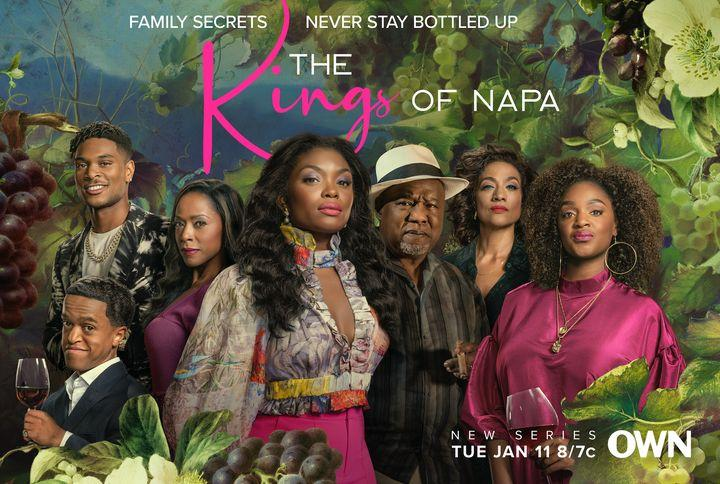 FAMILY SECRETS NEVER STAY BOTTLED UP
THE
Kings OF NAPA
NEW SERIES
TUE JAN 11 8/7c OWN